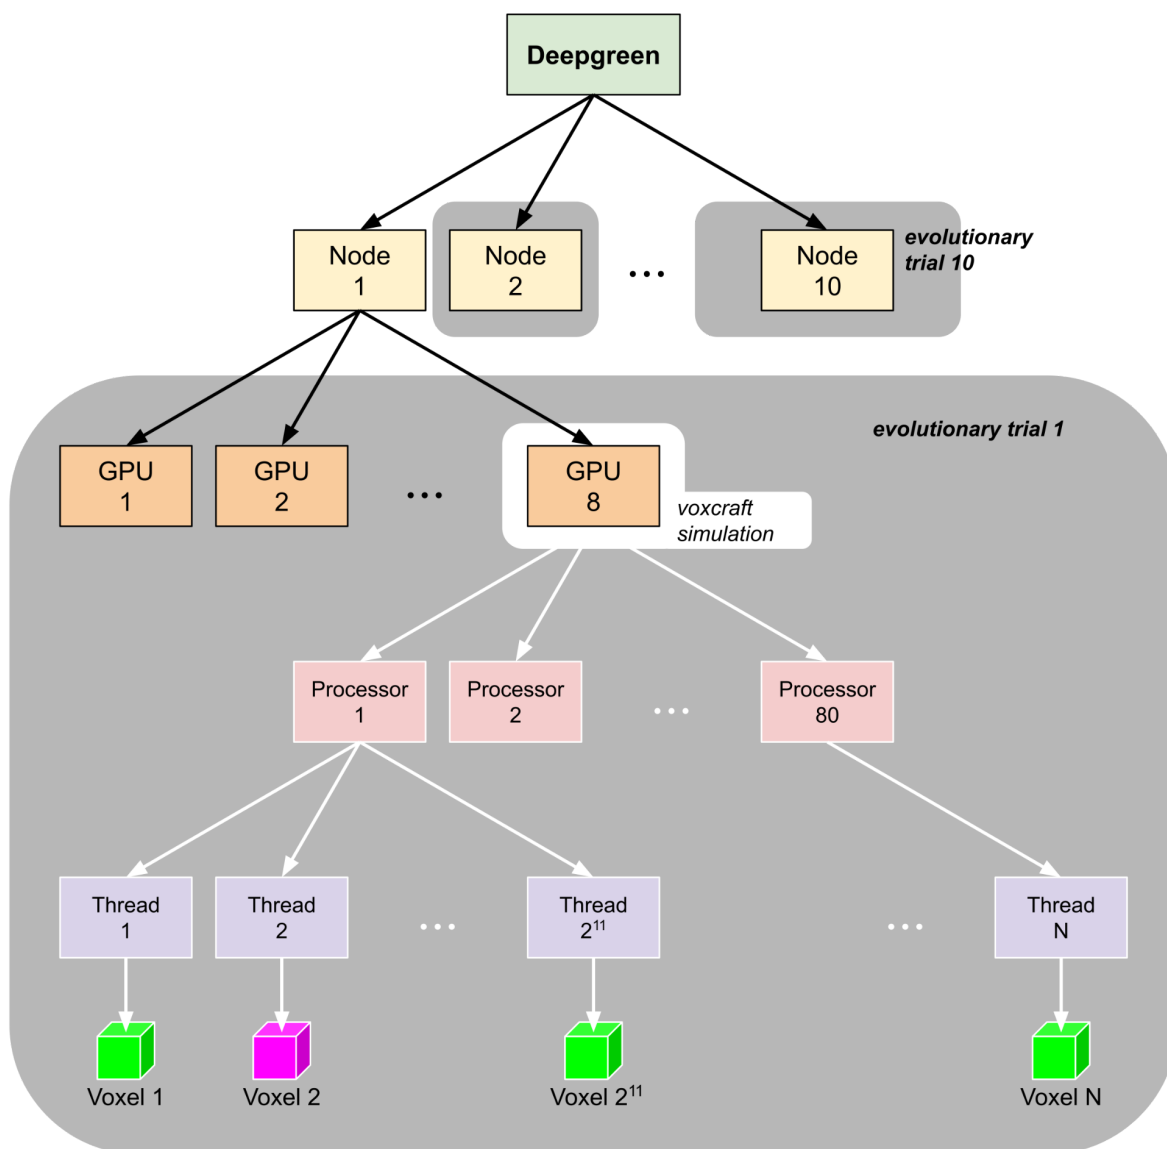 Deepgreen
Node
1
Node
2
...
Node
10
evolutionary
trial 10
evolutionary trial 1
GPU
1
GPU
2
...
GPU
8
voxcraft
simulation
Processor
1
Processor
2
...
Processor
80
Thread
1
Thread
2
...
Thread
2¹¹
...
Thread
N
Voxel 1
Voxel 2
Voxel 2¹¹
Voxel N